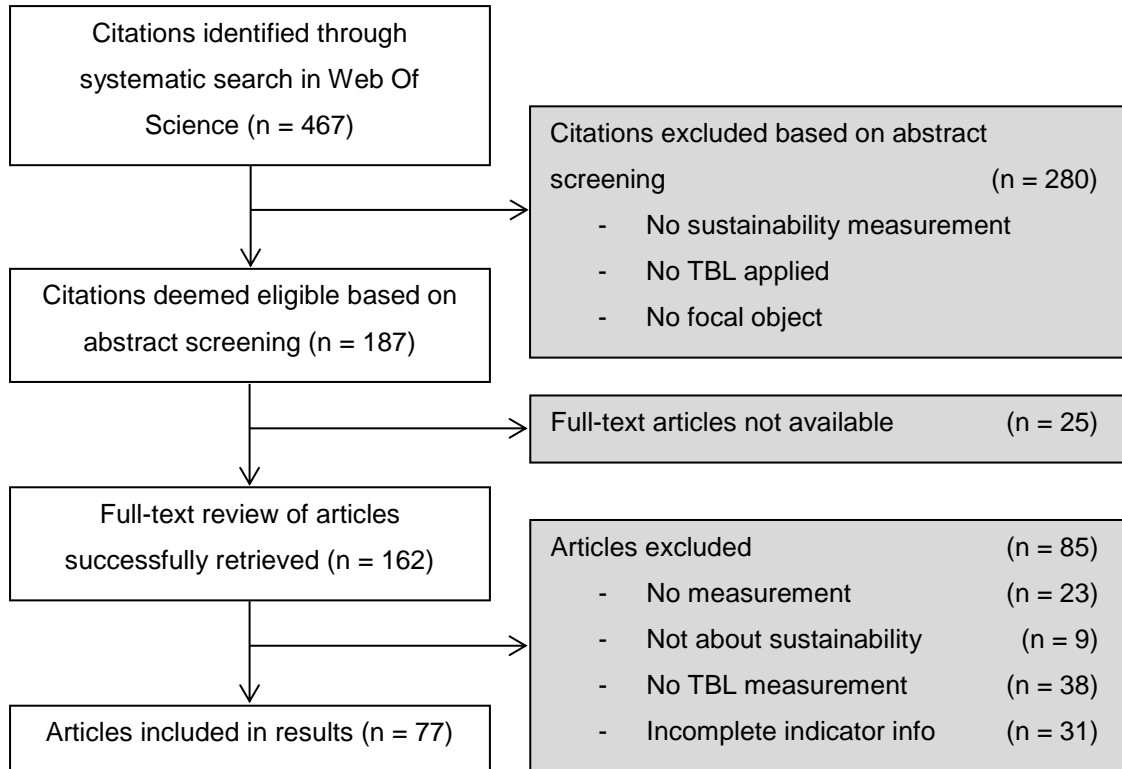 Citations identified through
systematic search in Web Of
Science (n = 467)
Citations excluded based on abstract
screening (n = 280)
- No sustainability measurement
- No TBL applied
- No focal object
Citations deemed eligible based on
abstract screening (n = 187)
Full-text articles not available (n = 25)
Full-text review of articles
successfully retrieved (n = 162)
Articles excluded (n = 85)
- No measurement (n = 23)
- Not about sustainability (n = 9)
- No TBL measurement (n = 38)
- Incomplete indicator info (n = 31)
Articles included in results (n = 77)